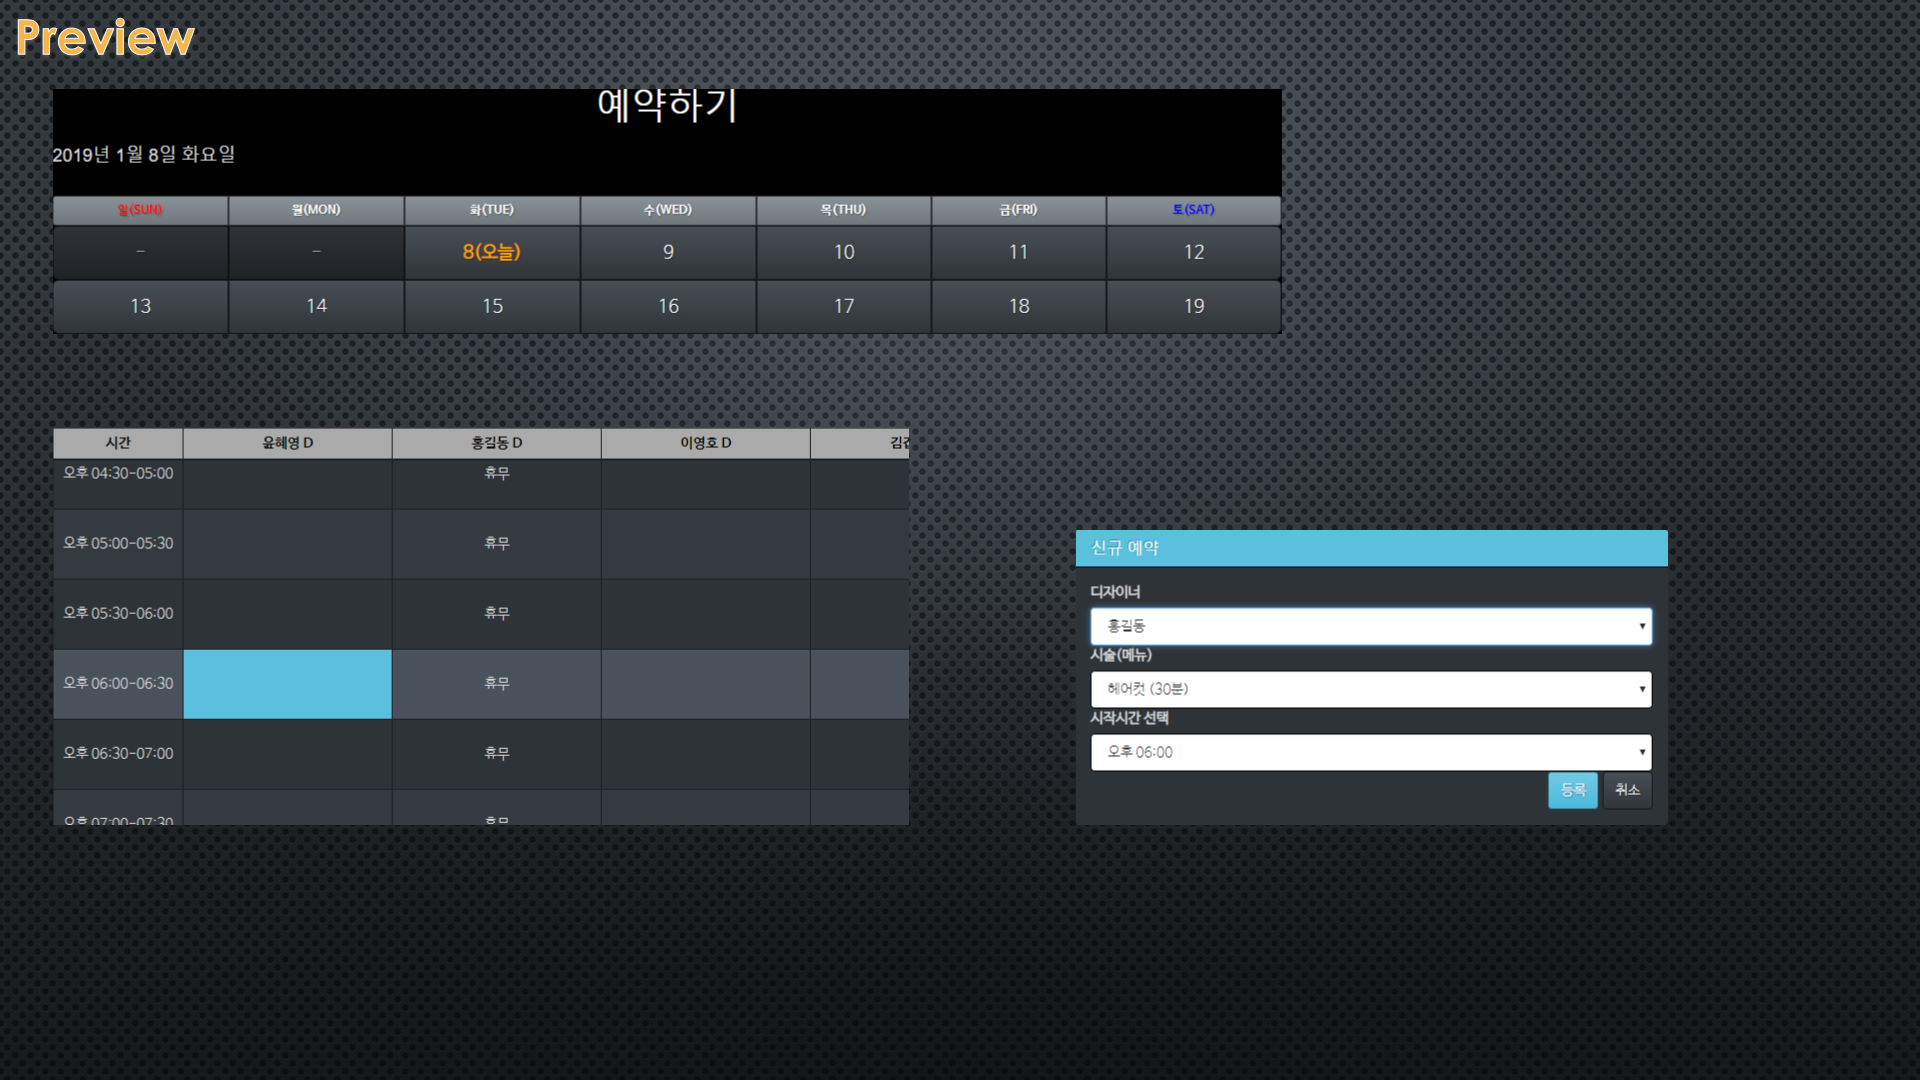 Preview
예약하기
2019년 1월 8일 화요일
일(SUN) 월(MON) 화(TUE) 수(WED) 목(THU) 금(FRI) 토(SAT)
- - 8(오늘) 9 10 11 12
13 14 15 16 17 18 19
시간 윤혜영 D 홍길동 D 이영호 D
오후 04:30-05:00 휴무
오후 05:00-05:30 휴무
오후 05:30-06:00 휴무
오후 06:00-06:30 휴무
오후 06:30-07:00 휴무
오후 07:00-07:30 휴무
신규 예약
디자이너
홍길동
시술(메뉴)
헤어컷 (30분)
시작시간 선택
오후 06:00
등록 취소